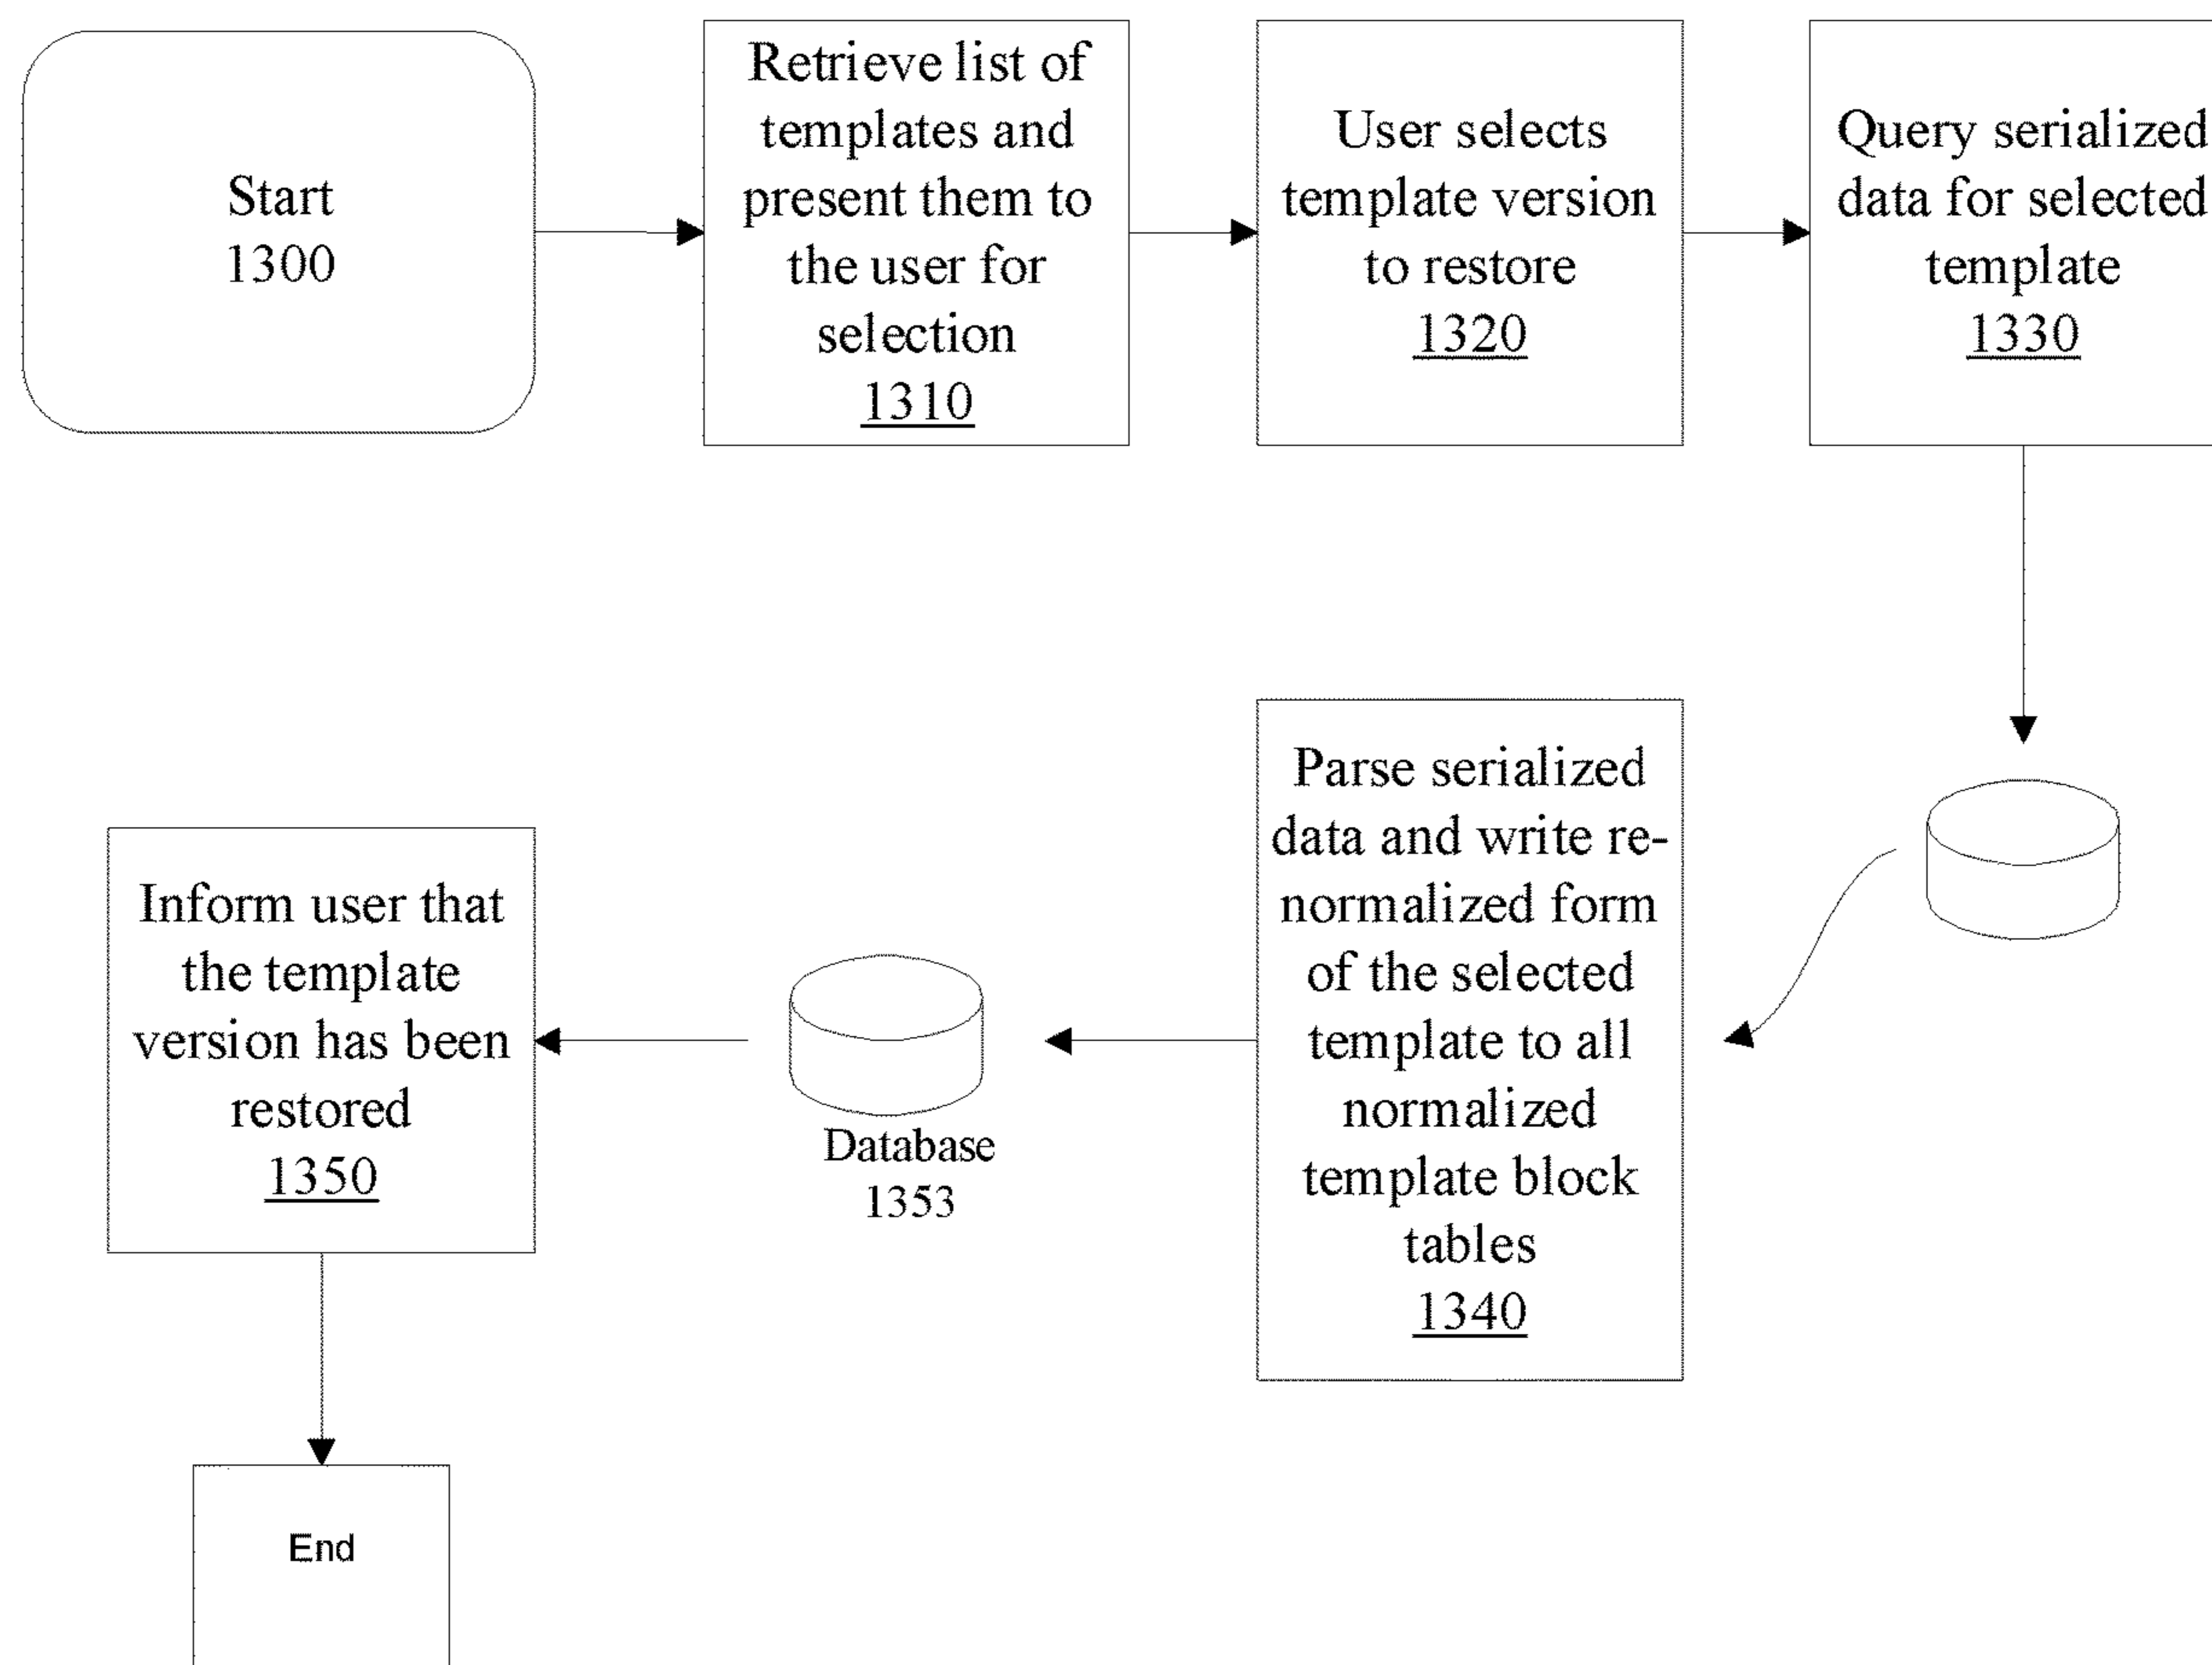 Start
1300
Retrieve list of
templates and
present them to
the user for
selection
1310
User selects
template version
to restore
1320
Query serialized
data for selected
template
1330
Parse serialized
data and write re-
normalized form
of the selected
template to all
normalized
template block
tables
1340
Database
1353
Inform user that
the template
version has been
restored
1350
End